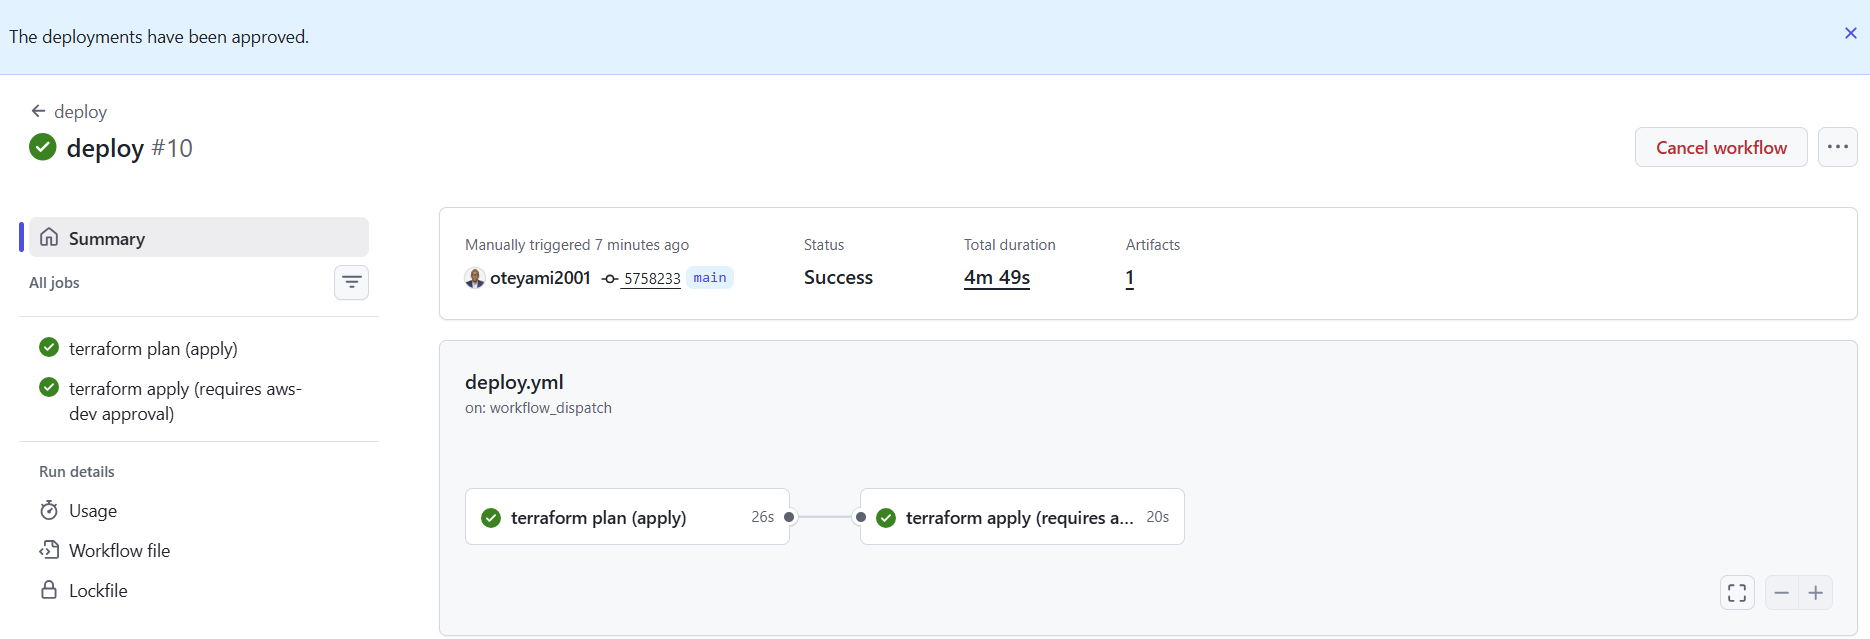 The deployments have been approved.
deploy
deploy #10
Cancel workflow
Summary
All jobs
terraform plan (apply)
terraform apply (requires aws-
dev approval)
Run details
Usage
Workflow file
Lockfile
Manually triggered 7 minutes ago
oteyami2001 5758233 main
Status
Success
Total duration
4m 49s
Artifacts
1
deploy.yml
on: workflow_dispatch
terraform plan (apply) 26s
terraform apply (requires a... 20s